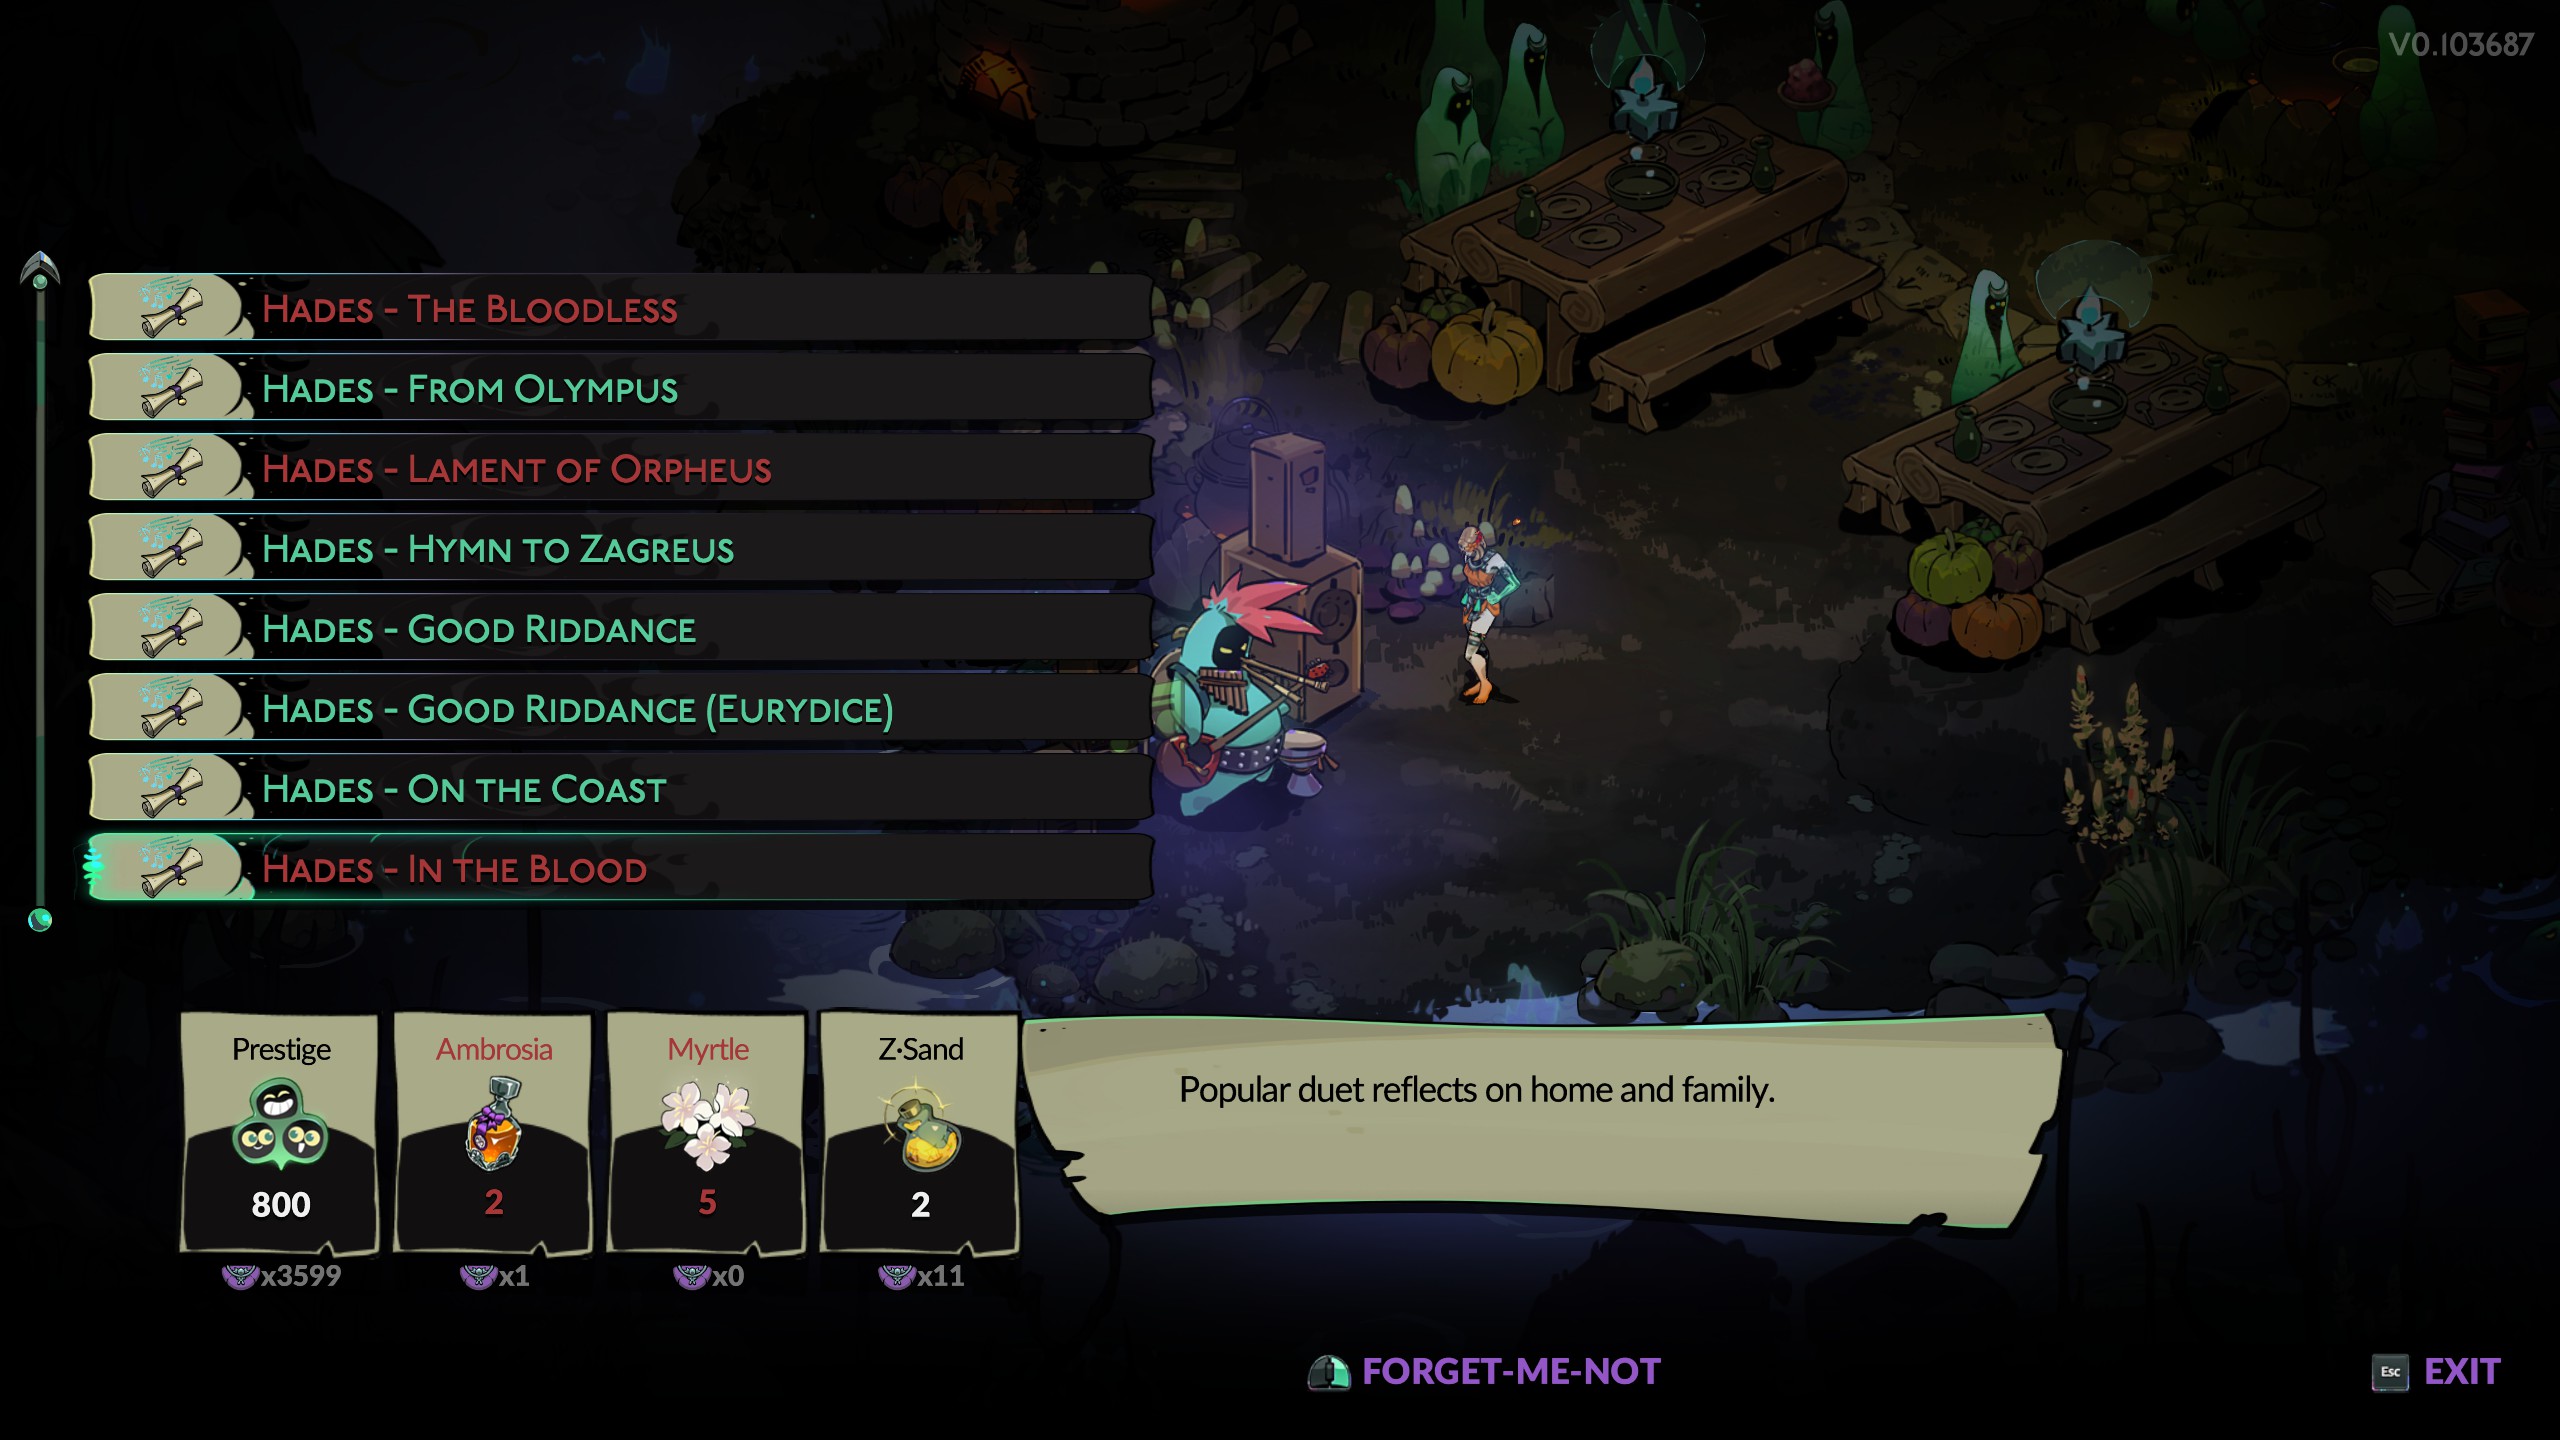 V0.103687
HADES - THE BLOODLESS
HADES - FROM OLYMPUS
HADES - LAMENT OF ORPHEUS
HADES - HYMN TO ZAGREUS
HADES - GOOD RIDDANCE
HADES - GOOD RIDDANCE (EURYDICE)
HADES - ON THE COAST
HADES - IN THE BLOOD
Prestige
800
x3599
Ambrosia
2
x1
Myrtle
5
x0
Z·Sand
2
x11
Popular duet reflects on home and family.
FORGET-ME-NOT
Esc EXIT